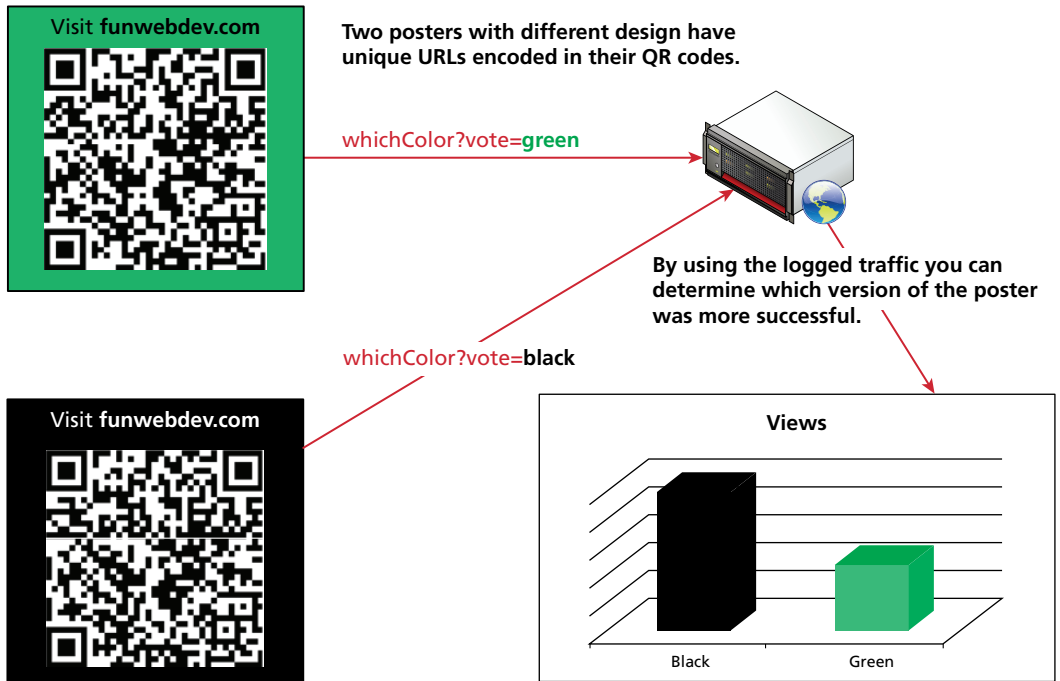 Visit funwebdev.com
Two posters with different design have
unique URLs encoded in their QR codes.
whichColor?vote=green
By using the logged traffic you can
determine which version of the poster
was more successful.
whichColor?vote=black
Visit funwebdev.com
Views
Black
Green